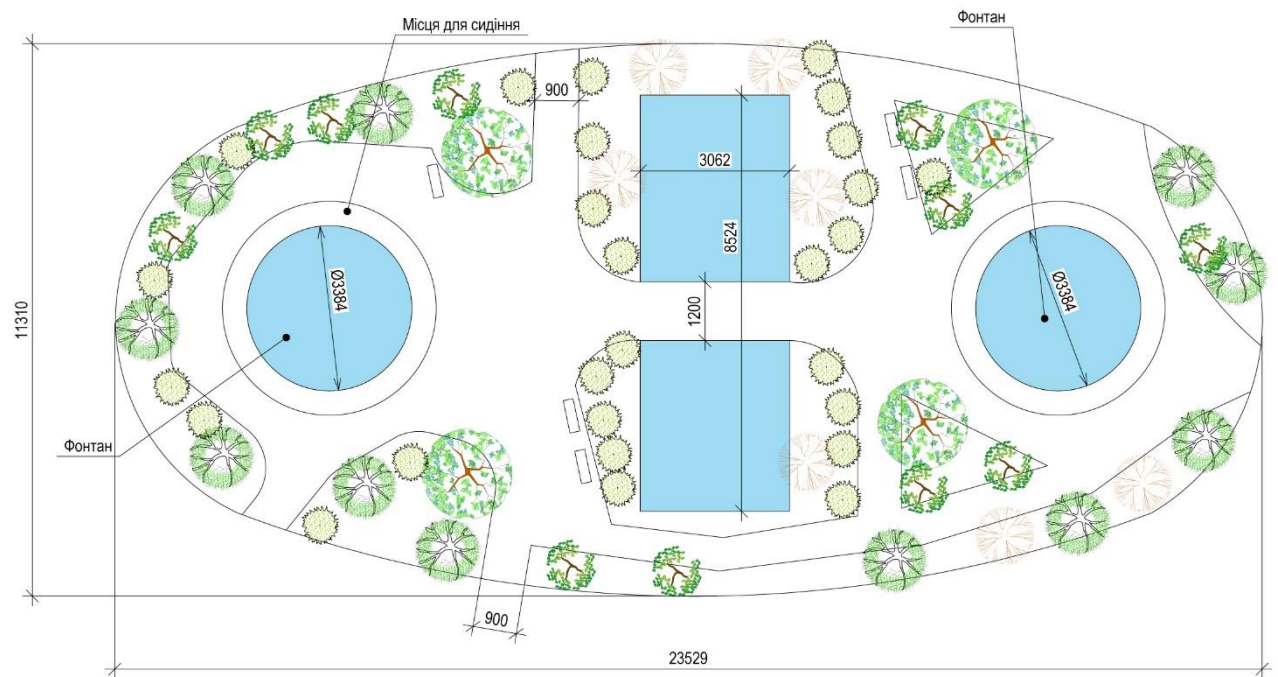 Місця для сидіння
Фонтан
900
3062
8524
Ø3384
Ø3384
1200
11310
Фонтан
900
23529